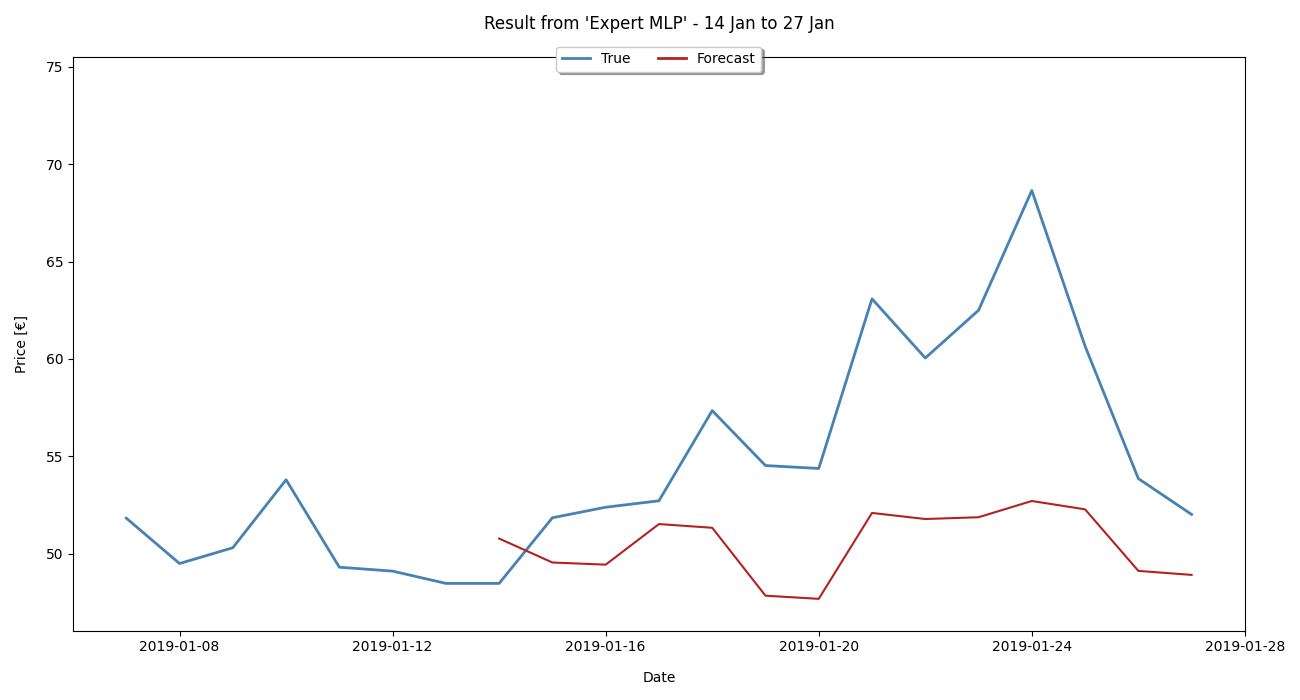 Result from 'Expert MLP' - 14 Jan to 27 Jan
True Forecast
75
70
65
60
55
50
Price [€]
2019-01-08 2019-01-12 2019-01-16 2019-01-20 2019-01-24 2019-01-28
Date